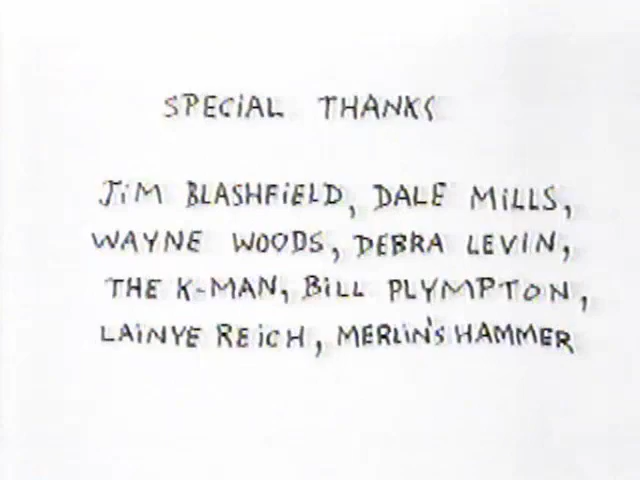 SPECiAL THANKS
JiM BLASHFiELD, DALE MiLLS,
WAYNE WOODS, DEBRA LEVIN,
THE K-MAN, BiLL PLYMPTON,
LAiNYE REiCH, MERLiN'S HAMMER